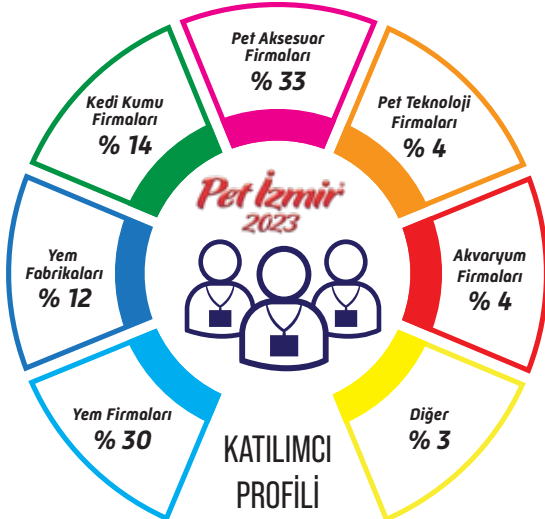 Pet Aksesuar
Firmaları
% 33
Kedi Kumu
Firmaları
% 14
Pet Teknoloji
Firmaları
% 4
Pet İzmir
2023
Yem
Fabrikaları
% 12
Akvaryum
Firmaları
% 4
Yem Firmaları
% 30
Diğer
% 3
KATILIMCI
PROFİLİ